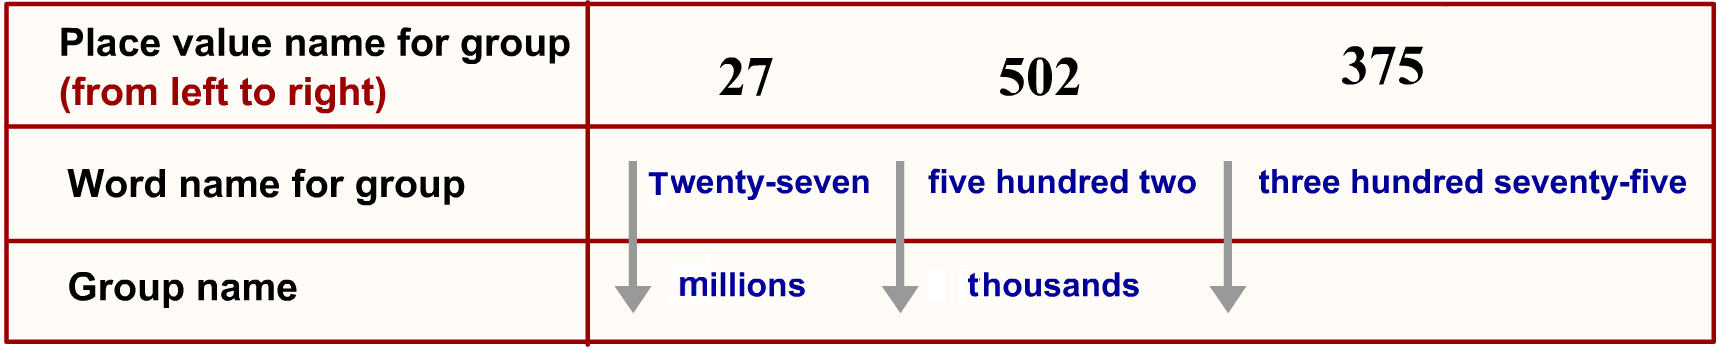 Place value name for group
(from left to right)
27 502 375
Word name for group
Twenty-seven five hundred two three hundred seventy-five
Group name
millions thousands